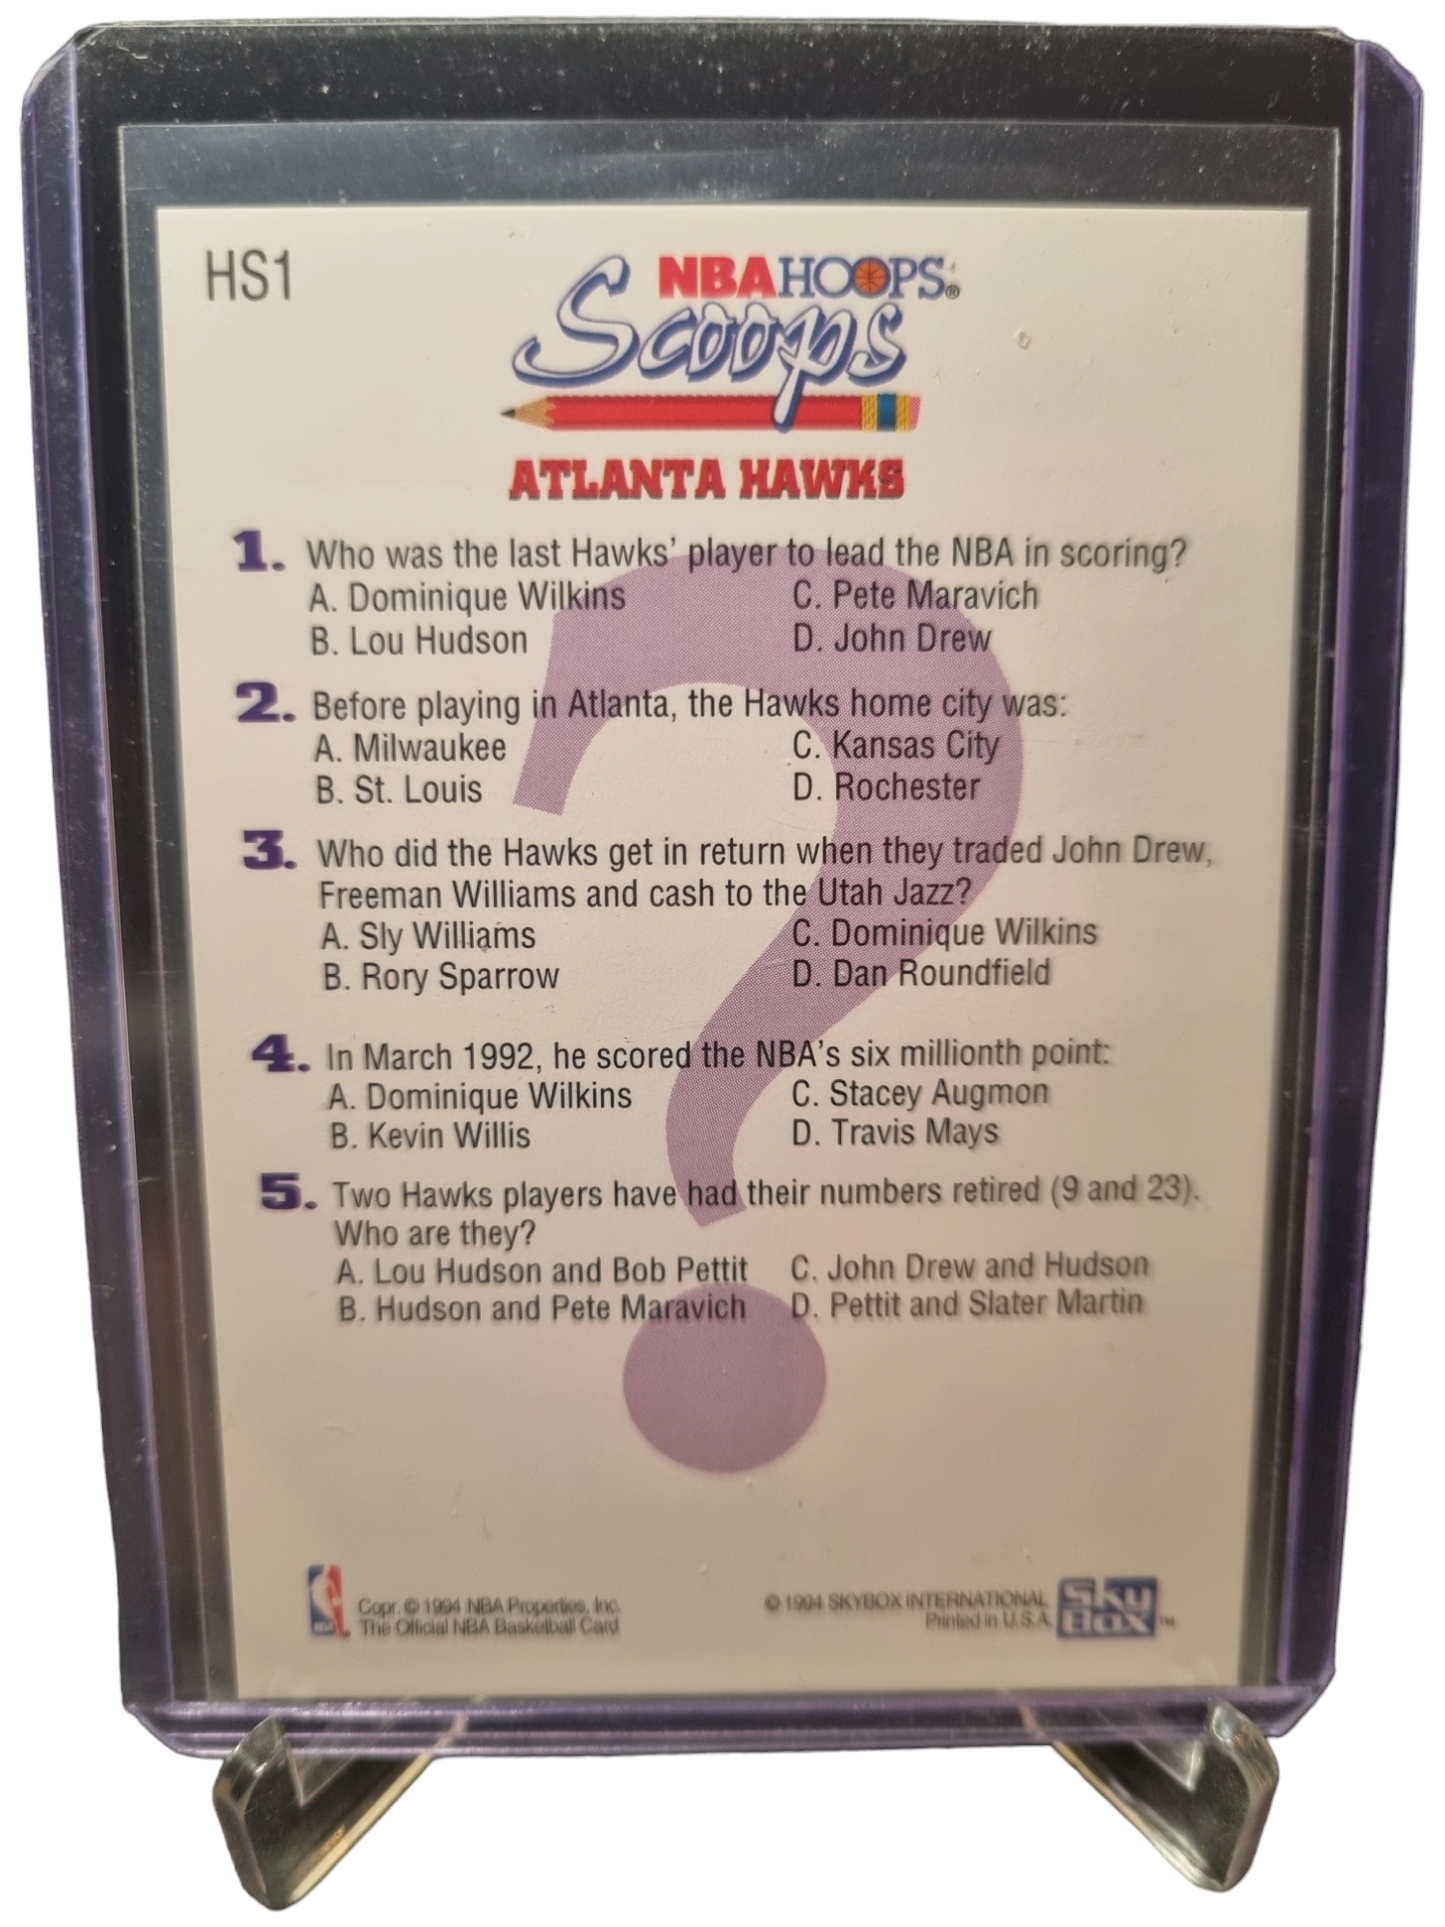 HS1
NBA HOOPS®
Scoops
ATLANTA HAWKS
1. Who was the last Hawks' player to lead the NBA in scoring?
A. Dominique Wilkins C. Pete Maravich
B. Lou Hudson D. John Drew
2. Before playing in Atlanta, the Hawks home city was:
A. Milwaukee C. Kansas City
B. St. Louis D. Rochester
3. Who did the Hawks get in return when they traded John Drew,
Freeman Williams and cash to the Utah Jazz?
A. Sly Williams C. Dominique Wilkins
B. Rory Sparrow D. Dan Roundfield
4. In March 1992, he scored the NBA's six millionth point:
A. Dominique Wilkins C. Stacey Augmon
B. Kevin Willis D. Travis Mays
5. Two Hawks players have had their numbers retired (9 and 23).
Who are they?
A. Lou Hudson and Bob Pettit C. John Drew and Hudson
B. Hudson and Pete Maravich D. Pettit and Slater Martin
?
NBA
Copr. © 1994 NBA Properties, Inc.
The Official NBA Basketball Card
© 1994 SKYBOX INTERNATIONAL
Printed in U.S.A.
Sky
Box™